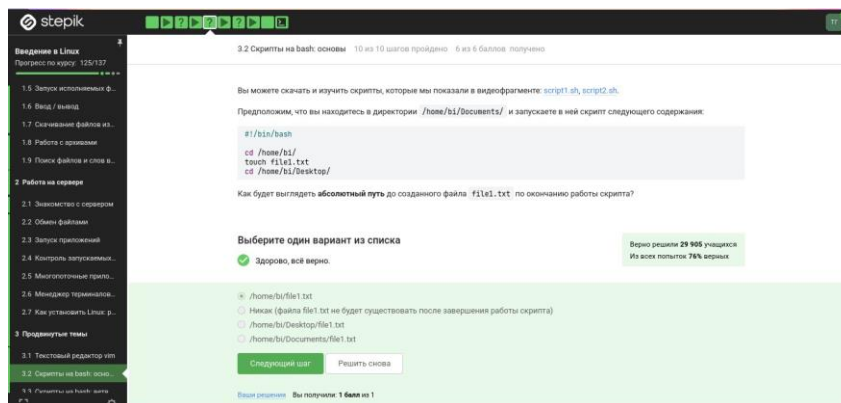 stepik
ТГ
Введение в Linux
Прогресс по курсу: 125/137
1.5 Запуск исполняемых ф...
1.6 Ввод / вывод
1.7 Скачивание файлов из...
1.8 Работа с архивами
1.9 Поиск файлов и слов в...
2 Работа на сервере
2.1 Знакомство с сервером
2.2 Обмен файлами
2.3 Запуск приложений
2.4 Контроль запускаемых...
2.5 Многопоточные прило...
2.6 Менеджер терминалов...
2.7 Как установить Linux: р...
3 Продвинутые темы
3.1 Текстовый редактор vim
3.2 Скрипты на bash: осно...
3.3 Скрипты на bash: ветв...
3.2 Скрипты на bash: основы 10 из 10 шагов пройдено 6 из 6 баллов получено
Вы можете скачать и изучить скрипты, которые мы показали в видеофрагменте: script1.sh, script2.sh.
Предположим, что вы находитесь в директории /home/bi/Documents/ и запускаете в ней скрипт следующего содержания:
#!/bin/bash
cd /home/bi/
touch file1.txt
cd /home/bi/Desktop/
Как будет выглядеть абсолютный путь до созданного файла file1.txt по окончанию работы скрипта?
Выберите один вариант из списка
Здорово, всё верно.
Верно решили 29 905 учащихся
Из всех попыток 76% верных
/home/bi/file1.txt
Никак (файла file1.txt не будет существовать после завершения работы скрипта)
/home/bi/Desktop/file1.txt
/home/bi/Documents/file1.txt
Следующий шаг
Решить снова
Ваши решения Вы получили: 1 балл из 1